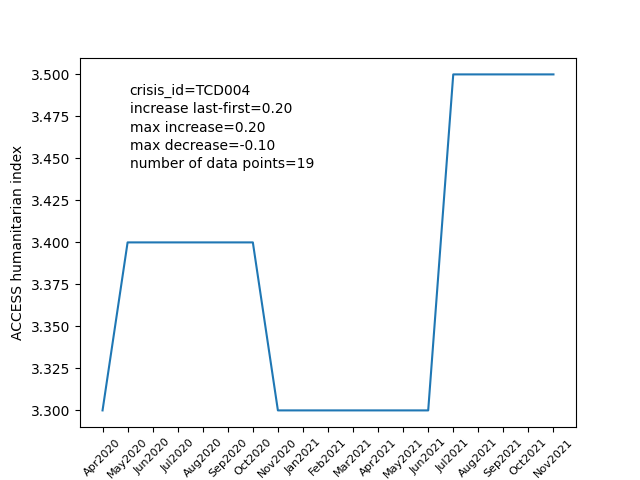 3.500
3.475
3.450
3.425
3.400
3.375
3.350
3.325
3.300
ACCESS humanitarian index
crisis_id=TCD004
increase last-first=0.20
max increase=0.20
max decrease=-0.10
number of data points=19
Apr2020
May2020
Jun2020
Jul2020
Aug2020
Sep2020
Oct2020
Nov2020
Jan2021
Feb2021
Mar2021
Apr2021
May2021
Jun2021
Jul2021
Aug2021
Sep2021
Oct2021
Nov2021